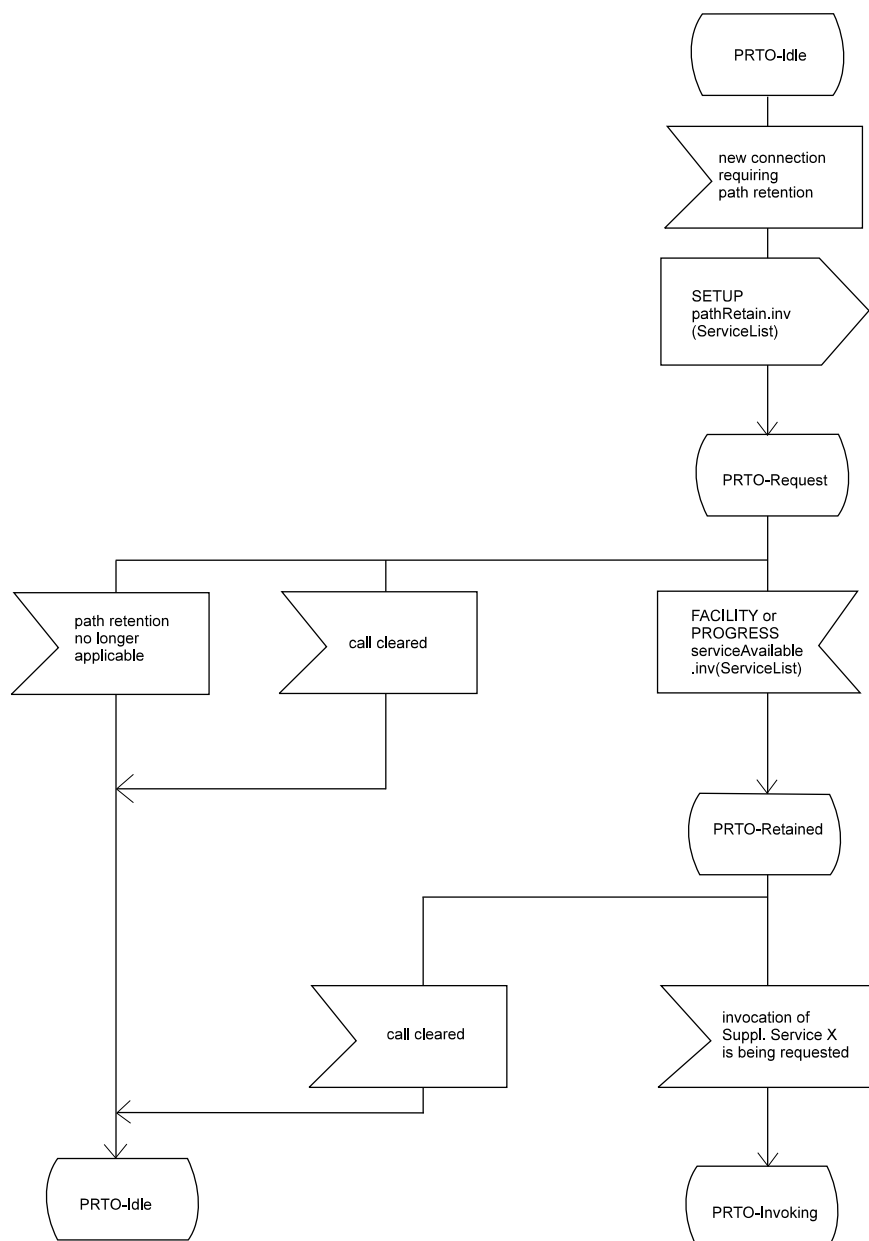 PRTO-Idle
new connection
requiring
path retention
SETUP
pathRetain.inv
(ServiceList)
PRTO-Request
path retention
no longer
applicable
call cleared
FACILITY or
PROGRESS
serviceAvailable
.inv(ServiceList)
PRTO-Retained
call cleared
invocation of
Suppl. Service X
is being requested
PRTO-Idle
PRTO-Invoking